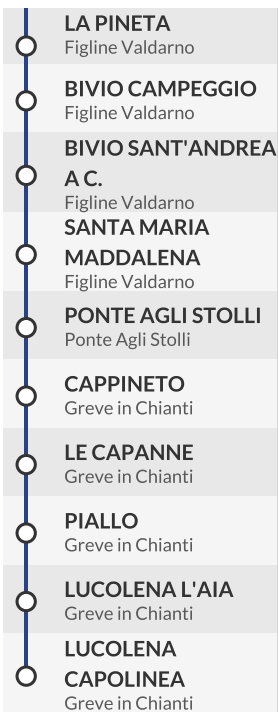 LA PINETA
Figline Valdarno
BIVIO CAMPEGGIO
Figline Valdarno
BIVIO SANT'ANDREA
A C.
Figline Valdarno
SANTA MARIA
MADDALENA
Figline Valdarno
PONTE AGLI STOLLI
Ponte Agli Stolli
CAPPINETO
Greve in Chianti
LE CAPANNE
Greve in Chianti
PIALLO
Greve in Chianti
LUCOLENA L'AIA
Greve in Chianti
LUCOLENA
CAPOLINEA
Greve in Chianti